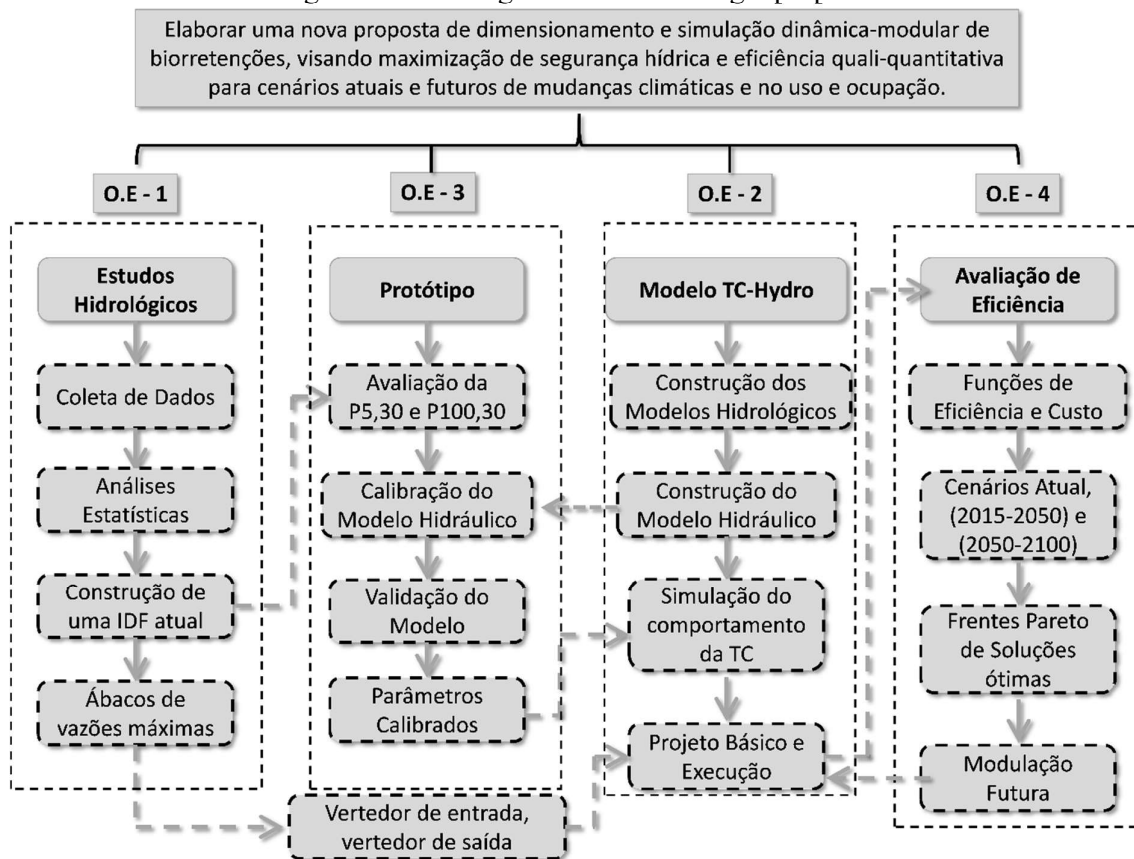 Elaborar uma nova proposta de dimensionamento e simulação dinâmica-modular de
biorretenções, visando maximização de segurança hídrica e eficiência quali-quantitativa
para cenários atuais e futuros de mudanças climáticas e no uso e ocupação.
O.E - 1
O.E - 3
O.E - 2
O.E - 4
Estudos
Hidrológicos
Coleta de Dados
Análises
Estatísticas
Construção de
uma IDF atual
Ábacos de
vazões máximas
Protótipo
Avaliação da
P5,30 e P100,30
Calibração do
Modelo Hidráulico
Validação do
Modelo
Parâmetros
Calibrados
Vertedor de entrada,
vertedor de saída
Modelo TC-Hydro
Construção dos
Modelos Hidrológicos
Construção do
Modelo Hidráulico
Simulação do
comportamento
da TC
Projeto Básico e
Execução
Avaliação de
Eficiência
Funções de
Eficiência e Custo
Cenários Atual,
(2015-2050) e
(2050-2100)
Frentes Pareto
de Soluções
ótimas
Modulação
Futura